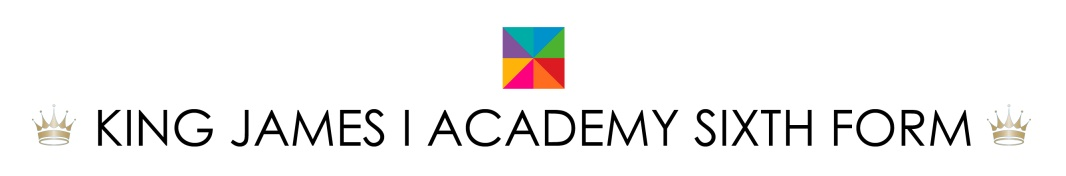 KING JAMES I ACADEMY SIXTH FORM